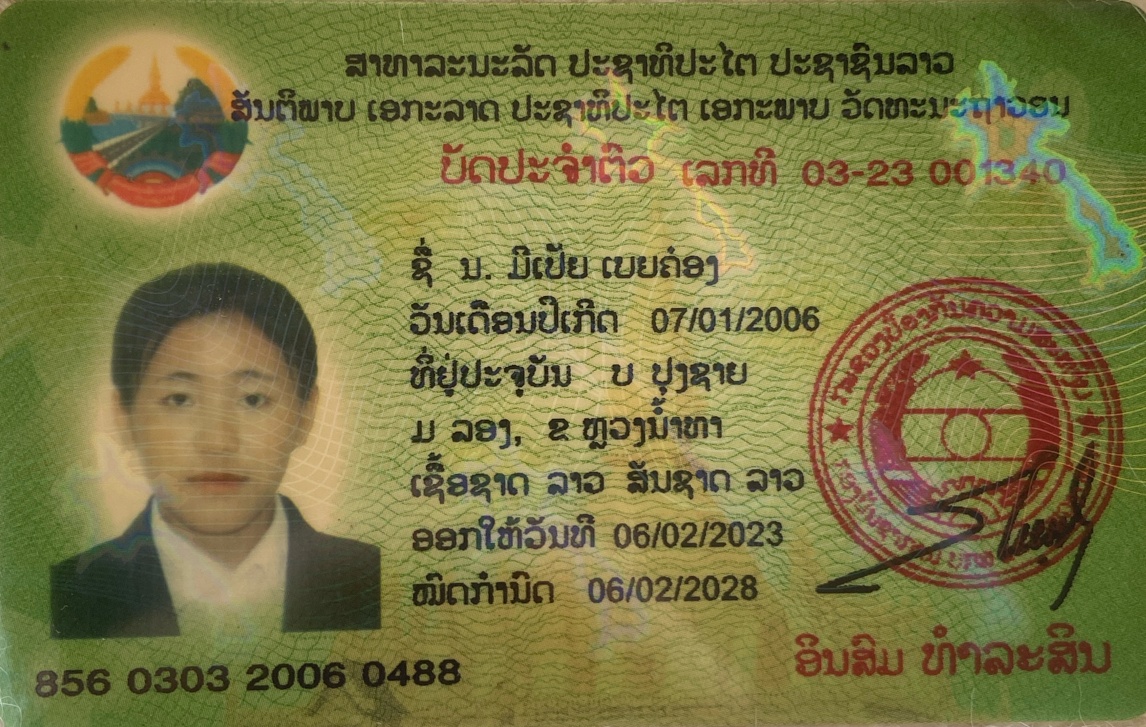 ສາທາລະນະລັດ ປະຊາທິປະໄຕ ປະຊາຊົນລາວ
ສັນຕິພາບ ເອກະລາດ ປະຊາທິປະໄຕ ເອກະພາບ ວັດທະນະຖາວອນ
ບັດປະຈຳຕົວ ເລກທີ 03-23 001340
ຊື່ ນ. ມີເປ້ຍ ເບຍຄ໋ອງ
ວັນເດືອນປີເກີດ 07/01/2006
ທີ່ຢູ່ປະຈຸບັນ ບ ປຸງຊາຍ
ມ ລອງ, ຂ ຫຼວງນ້ຳທາ
ເຊື້ອຊາດ ລາວ ສັນຊາດ ລາວ
ອອກໃຫ້ວັນທີ 06/02/2023
ໝົດກຳນົດ 06/02/2028
856 0303 2006 0488
ອິນສົມ ທຳລະສິນ